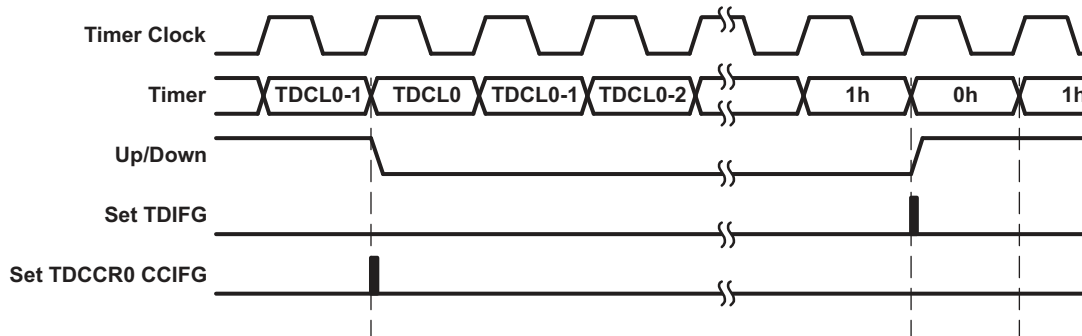 Timer Clock
Timer TDCL0-1 TDCL0 TDCL0-1 TDCL0-2 1h 0h 1h
Up/Down
Set TDIFG
Set TDCCR0 CCIFG